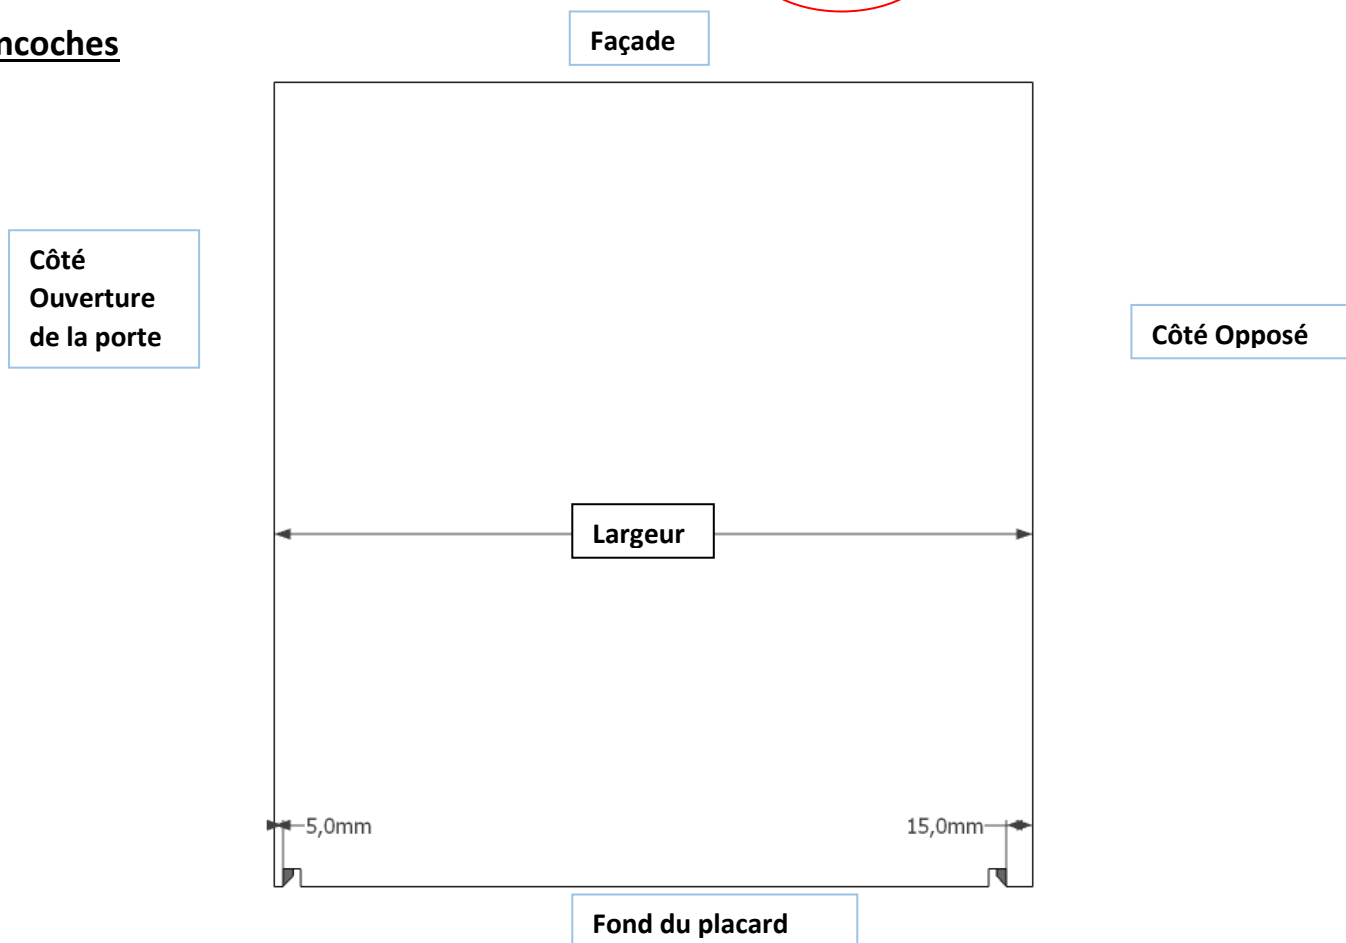 ncoches
Façade
Côté
Ouverture
de la porte
Côté Opposé
Largeur
5,0mm
15,0mm
Fond du placard